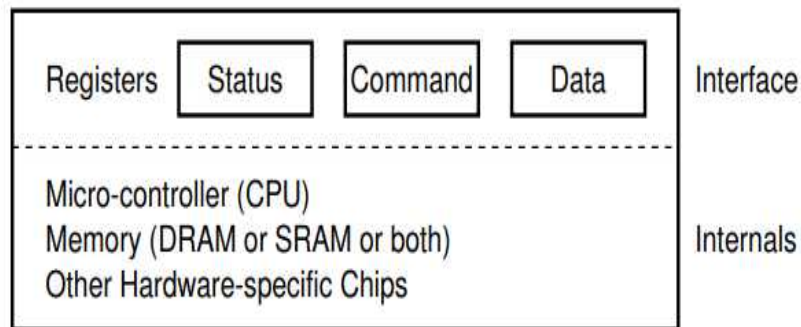 Registers Status Command Data Interface
Micro-controller (CPU)
Memory (DRAM or SRAM or both) Internals
Other Hardware-specific Chips